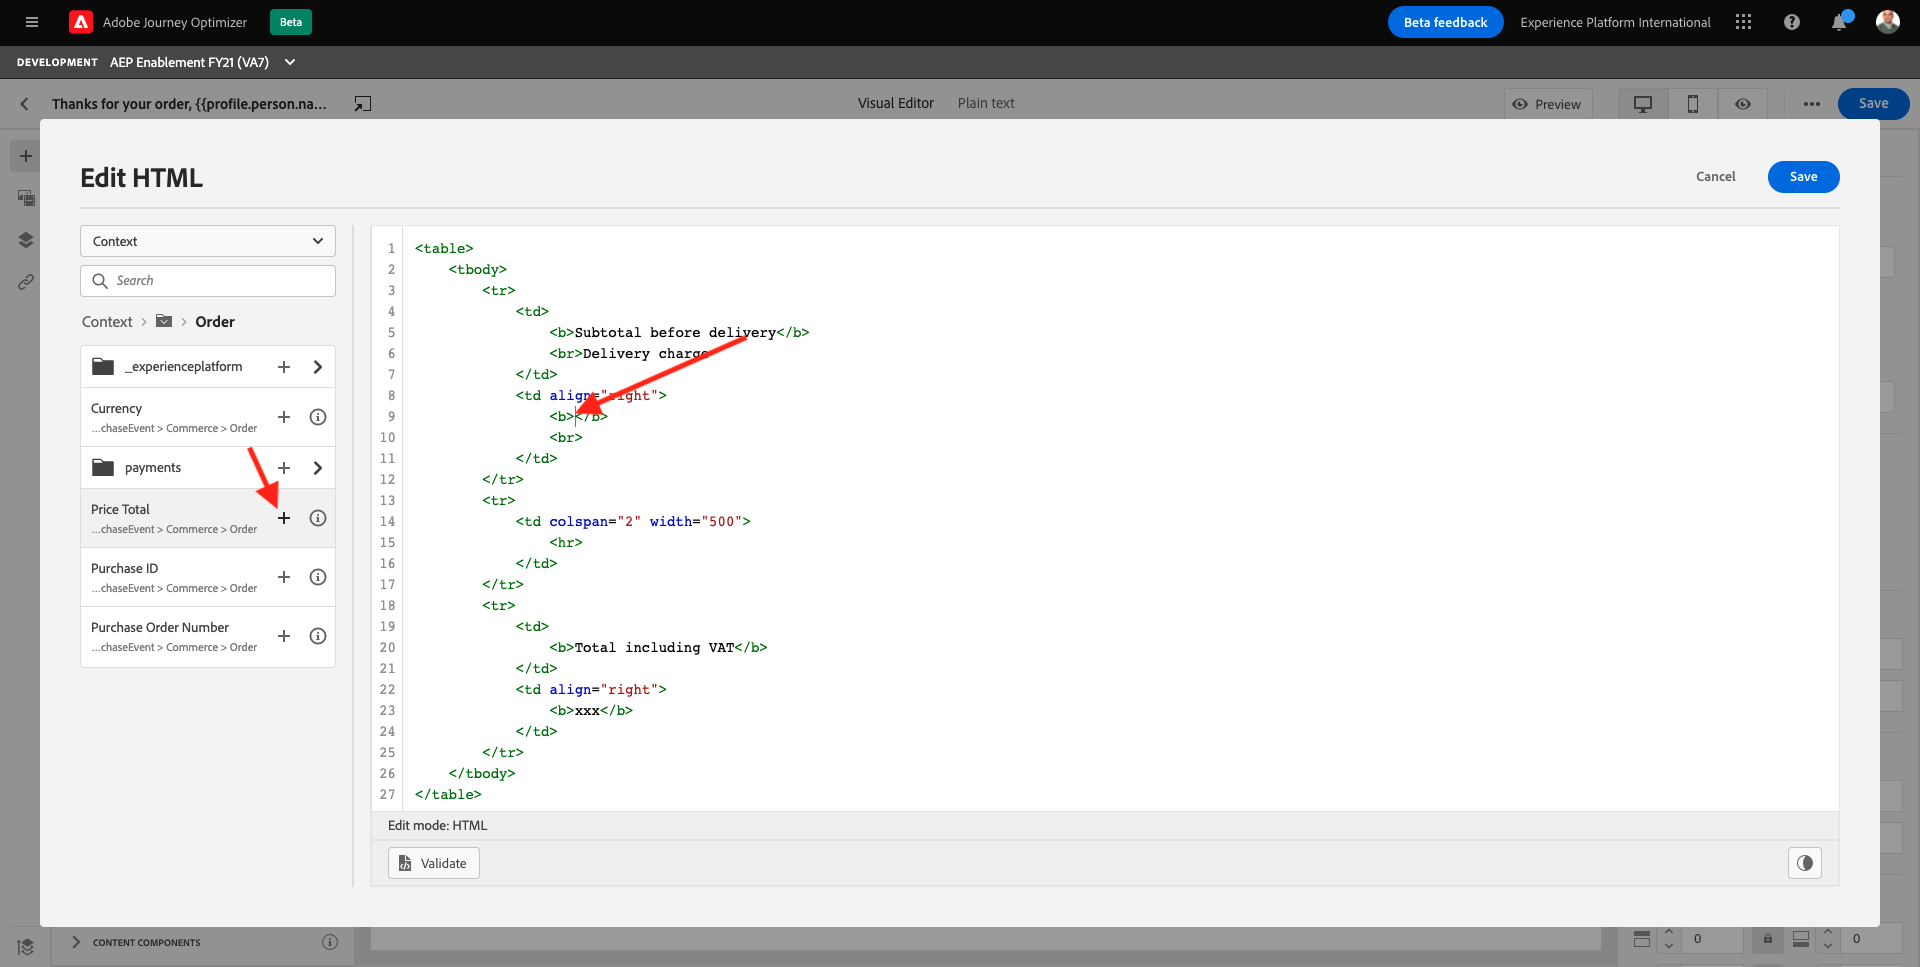 Adobe Journey Optimizer
Beta
Beta feedback
Experience Platform International
DEVELOPMENT
AEP Enablement FY21 (VA7)
Thanks for your order, {{profile.person.na...
Visual Editor
Plain text
Preview
Save
Edit HTML
Cancel
Save
Context
Search
Context > > Order
_experienceplatform
Currency
...chaseEvent > Commerce > Order
payments
Price Total
...chaseEvent > Commerce > Order
Purchase ID
...chaseEvent > Commerce > Order
Purchase Order Number
...chaseEvent > Commerce > Order
1 <table>
2 <tbody>
3 <tr>
4 <td>
5 <b>Subtotal before delivery</b>
6 <br>Delivery charge
7 </td>
8 <td align="right">
9 <b></b>
10 <br>
11 </td>
12 </tr>
13 <tr>
14 <td colspan="2" width="500">
15 <hr>
16 </td>
17 </tr>
18 <tr>
19 <td>
20 <b>Total including VAT</b>
21 </td>
22 <td align="right">
23 <b>xxx</b>
24 </td>
25 </tr>
26 </tbody>
27 </table>
Edit mode: HTML
Validate
CONTENT COMPONENTS
0
0